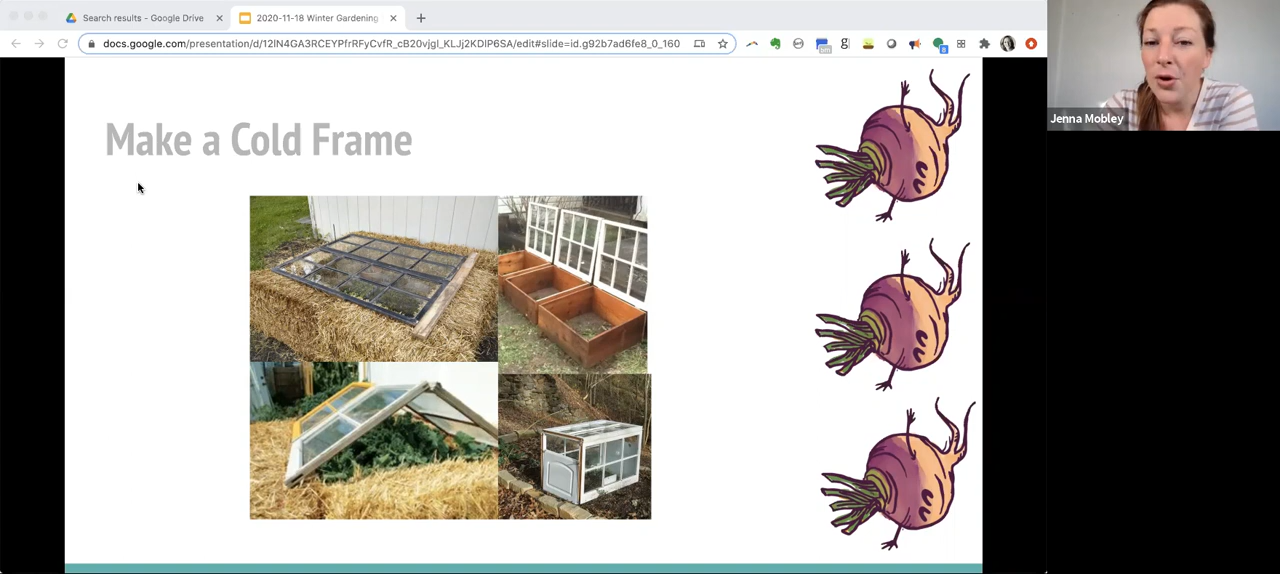 Search results - Google Drive
2020-11-18 Winter Gardening
docs.google.com/presentation/d/12IN4GA3RCEYPfrRFyCvfR_cB20vjgI_KLJj2KDIP6SA/edit#slide=id.g92b7ad6fe8_0_160
Jenna Mobley
Make a Cold Frame